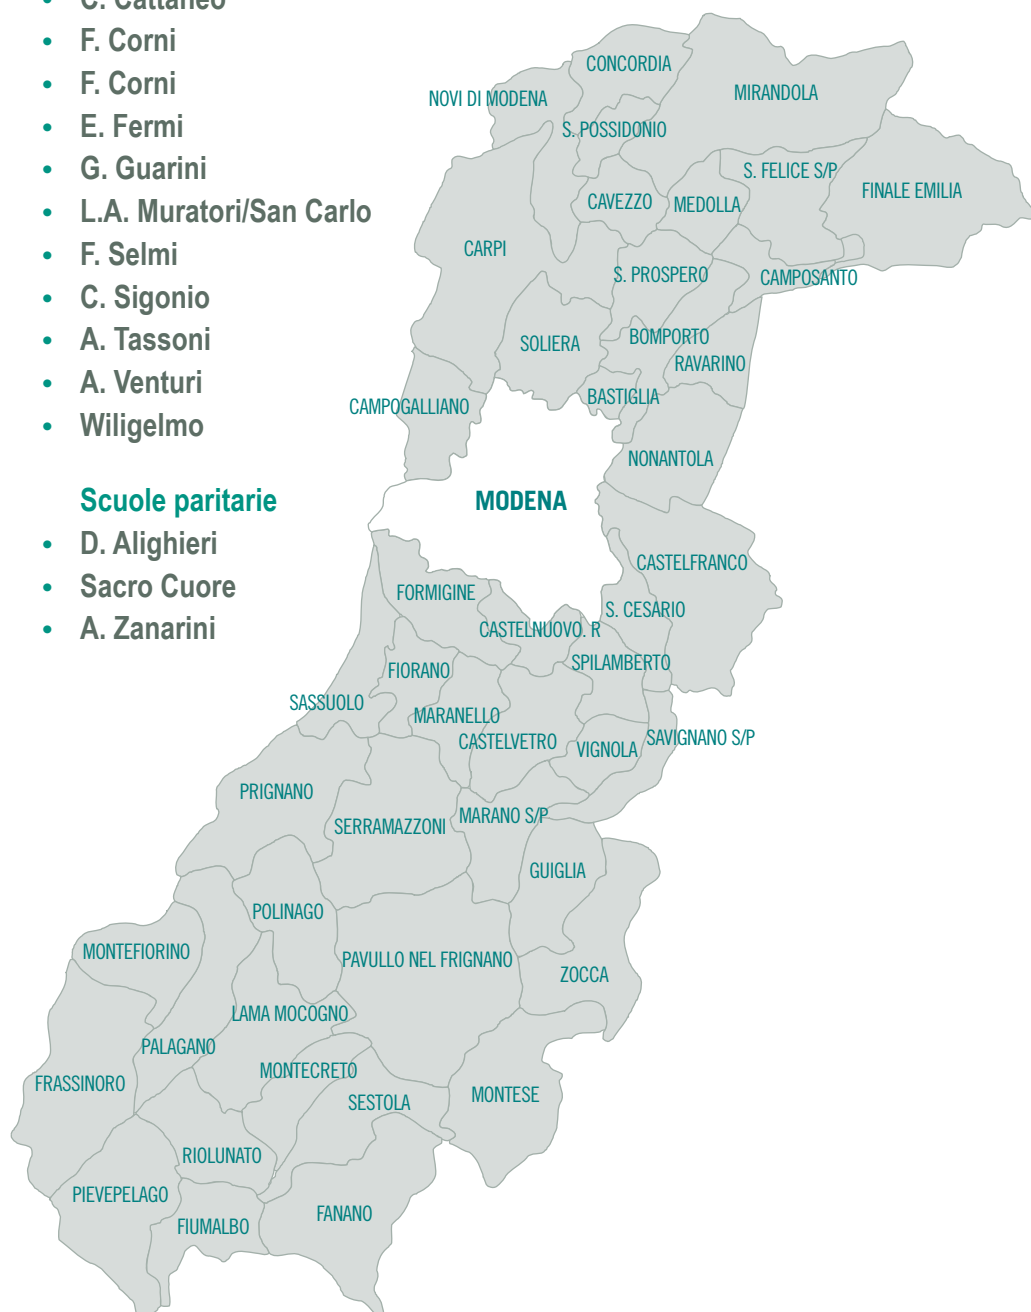 C. Cattaneo
• F. Corni
• F. Corni
• E. Fermi
• G. Guarini
• L.A. Muratori/San Carlo
• F. Selmi
• C. Sigonio
• A. Tassoni
• A. Venturi
• Wiligelmo
Scuole paritarie
• D. Alighieri
• Sacro Cuore
• A. Zanarini
CONCORDIA
NOVI DI MODENA
MIRANDOLA
S. POSSIDONIO
S. FELICE S/P
FINALE EMILIA
CAVEZZO
MEDOLLA
CARPI
S. PROSPERO
CAMPOSANTO
SOLIERA
BOMPORTO
RAVARINO
BASTIGLIA
CAMPOGALLIANO
NONANTOLA
MODENA
CASTELFRANCO
FORMIGINE
S. CESARIO
CASTELNUOVO. R
SPILAMBERTO
FIORANO
SASSUOLO
MARANELLO
CASTELVETRO
VIGNOLA
SAVIGNANO S/P
PRIGNANO
MARANO S/P
SERRAMAZZONI
GUIGLIA
POLINAGO
MONTEFIORINO
PAVULLO NEL FRIGNANO
ZOCCA
LAMA MOCOGNO
PALAGANO
MONTECRETO
FRASSINORO
SESTOLA
MONTESE
RIOLUNATO
PIEVEPELAGO
FIUMALBO
FANANO